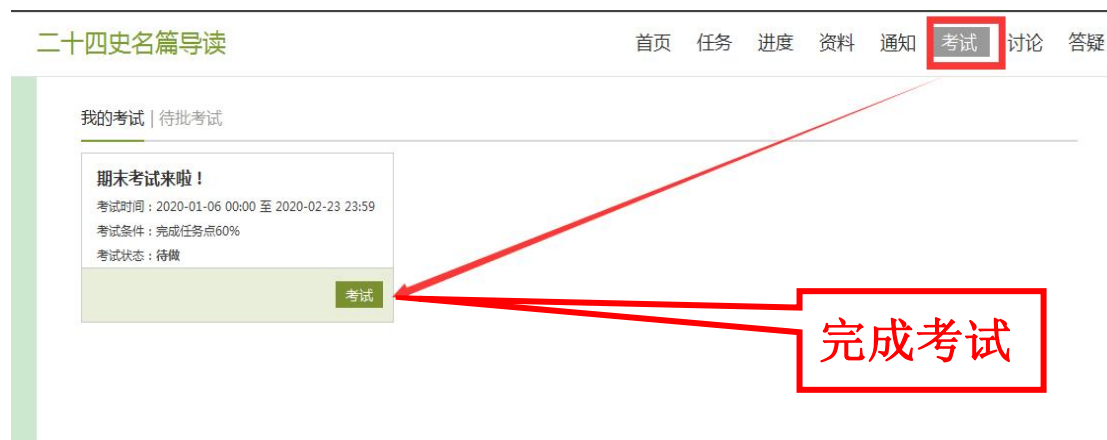 二十四史名篇导读
首页 任务 进度 资料 通知 考试 讨论 答疑
我的考试 | 待批考试
期末考试来啦！
考试时间：2020-01-06 00:00 至 2020-02-23 23:59
考试条件：完成任务点60%
考试状态：待做
考试
完成考试